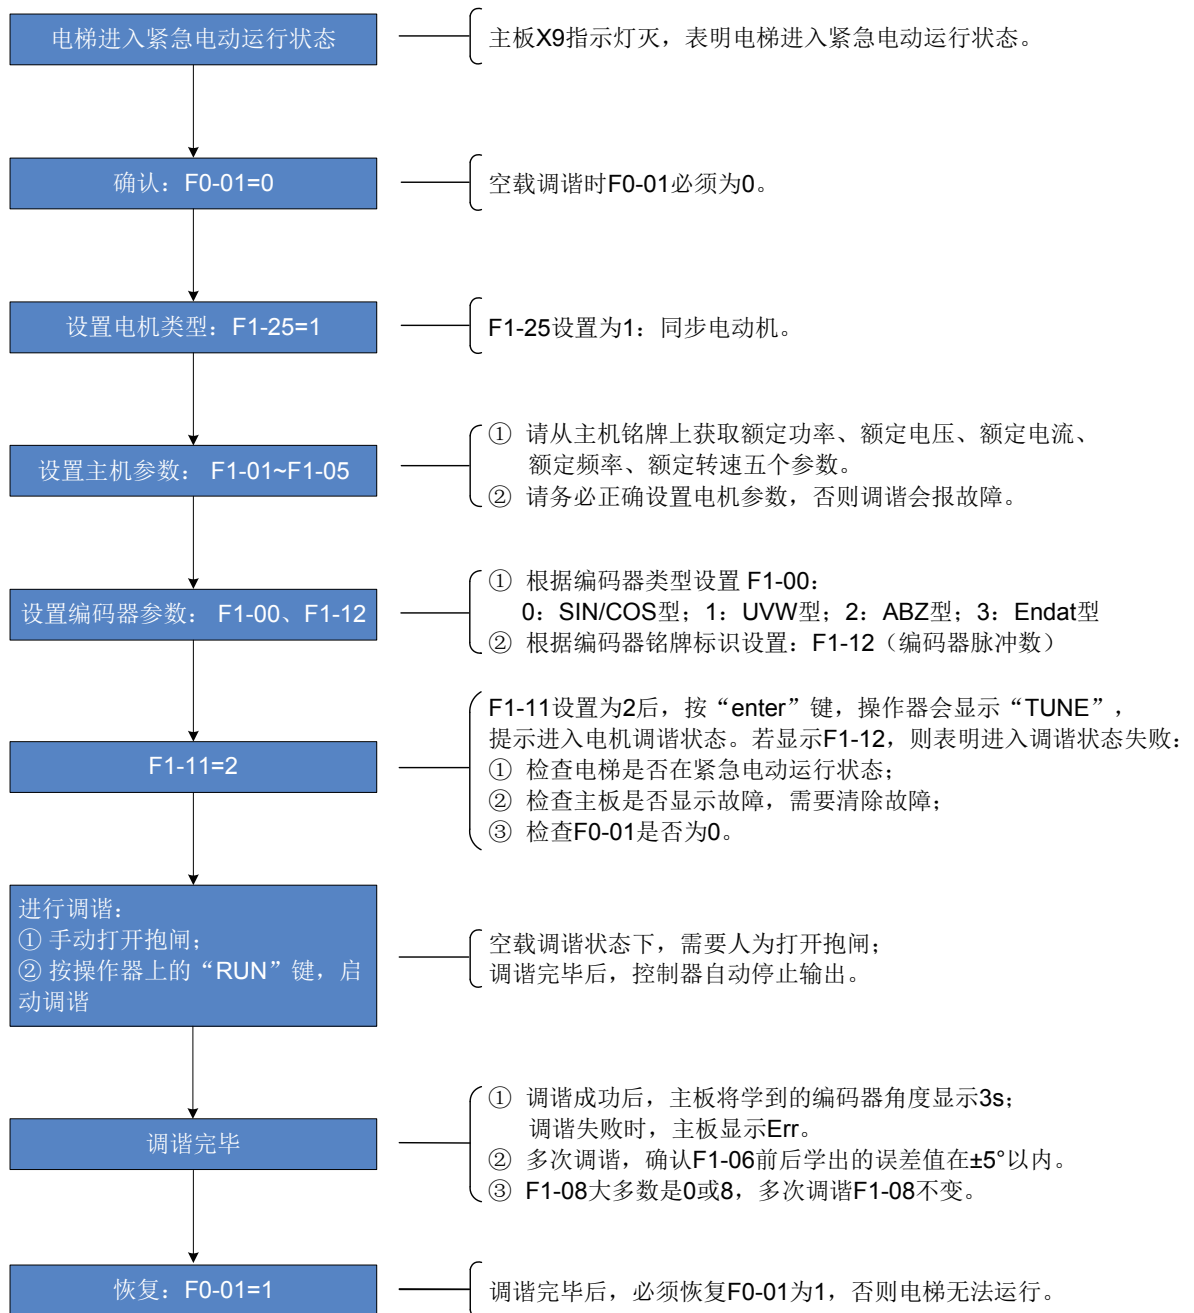 电梯进入紧急电动运行状态
主板X9指示灯灭，表明电梯进入紧急电动运行状态。
确认：F0-01=0
空载调谐时F0-01必须为0。
设置电机类型：F1-25=1
F1-25设置为1：同步电动机。
设置主机参数： F1-01~F1-05
① 请从主机铭牌上获取额定功率、额定电压、额定电流、
额定频率、额定转速五个参数。
② 请务必正确设置电机参数，否则调谐会报故障。
设置编码器参数： F1-00、F1-12
① 根据编码器类型设置 F1-00：
0：SIN/COS型；1：UVW型；2：ABZ型；3：Endat型
② 根据编码器铭牌标识设置：F1-12（编码器脉冲数）
F1-11=2
F1-11设置为2后，按“enter”键，操作器会显示“TUNE”，
提示进入电机调谐状态。若显示F1-12，则表明进入调谐状态失败：
① 检查电梯是否在紧急电动运行状态；
② 检查主板是否显示故障，需要清除故障；
③ 检查F0-01是否为0。
进行调谐：
① 手动打开抱闸；
② 按操作器上的“RUN”键，启
动调谐
空载调谐状态下，需要人为打开抱闸；
调谐完毕后，控制器自动停止输出。
调谐完毕
① 调谐成功后，主板将学到的编码器角度显示3s；
调谐失败时，主板显示Err。
② 多次调谐，确认F1-06前后学出的误差值在±5°以内。
③ F1-08大多数是0或8，多次调谐F1-08不变。
恢复：F0-01=1
调谐完毕后，必须恢复F0-01为1，否则电梯无法运行。